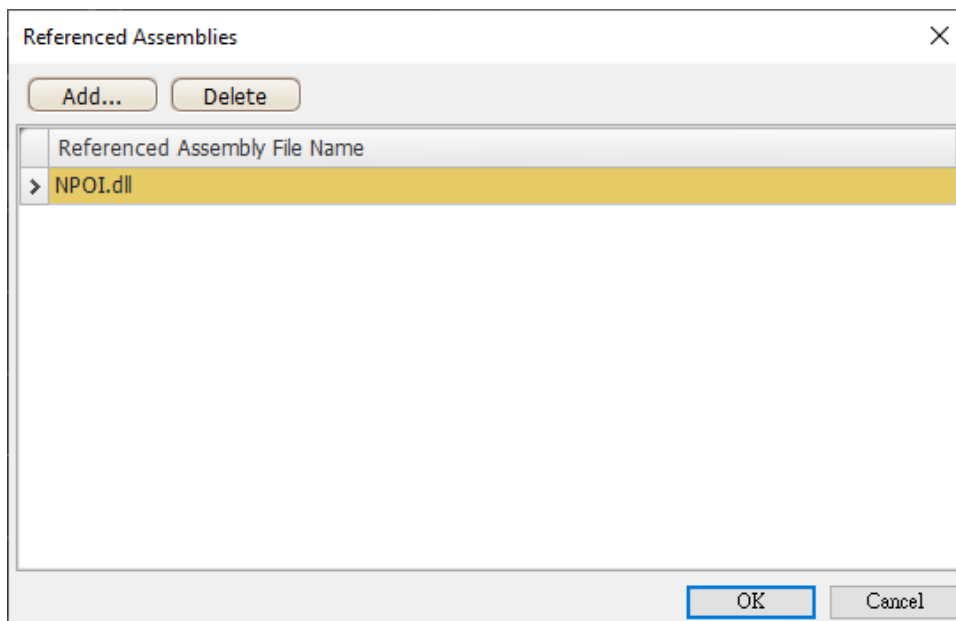 Referenced Assemblies
Add... Delete
Referenced Assembly File Name
NPOI.dll
OK Cancel